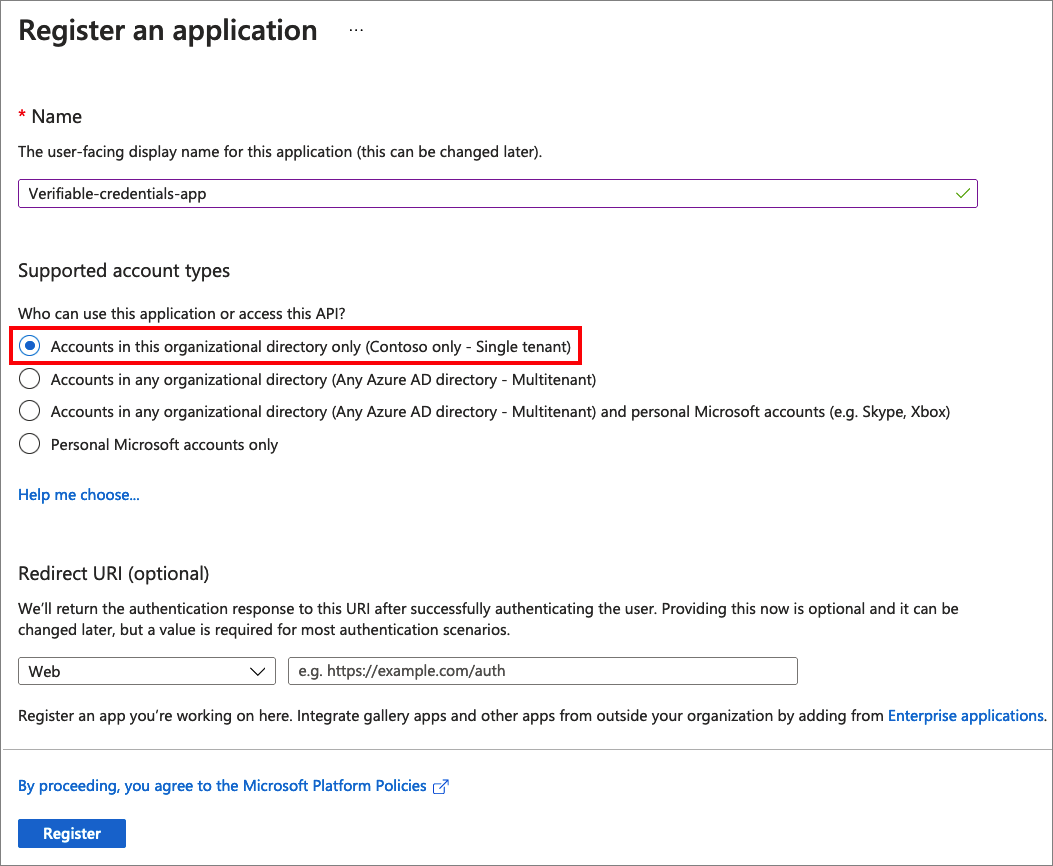 Register an application ...
* Name
The user-facing display name for this application (this can be changed later).
Verifiable-credentials-app
Supported account types
Who can use this application or access this API?
Accounts in this organizational directory only (Contoso only - Single tenant)
Accounts in any organizational directory (Any Azure AD directory - Multitenant)
Accounts in any organizational directory (Any Azure AD directory - Multitenant) and personal Microsoft accounts (e.g. Skype, Xbox)
Personal Microsoft accounts only
Help me choose...
Redirect URI (optional)
We’ll return the authentication response to this URI after successfully authenticating the user. Providing this now is optional and it can be
changed later, but a value is required for most authentication scenarios.
Web e.g. https://example.com/auth
Register an app you’re working on here. Integrate gallery apps and other apps from outside your organization by adding from Enterprise applications.
By proceeding, you agree to the Microsoft Platform Policies
Register